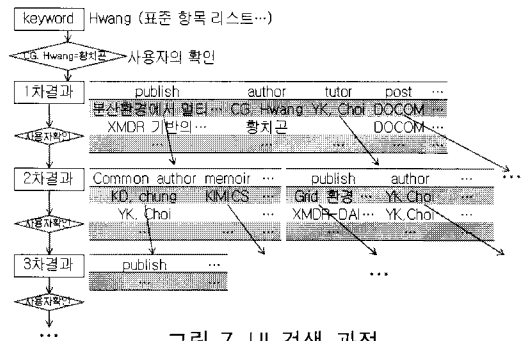 keyword Hwang (표준 항목 리스트…)
CG. Hwang=황치곤 사용자의 확인
1차결과 publish author tutor post …
분산환경에서 멀티… CG. Hwang YK. Choi DOCOM …
사용자확인 XMDR 기반의… 황치곤 DOCOM…
… … …
2차결과 Common author memoir … publish author … …
KD. chung KIMICS … Grid 환경 … YK.Choi …
사용자확인 YK. Choi … XMDR-DAI… YK.Choi …
… … … … … …
3차결과 publish … …
… …
사용자확인
… 그림 7. UI 검색 과정